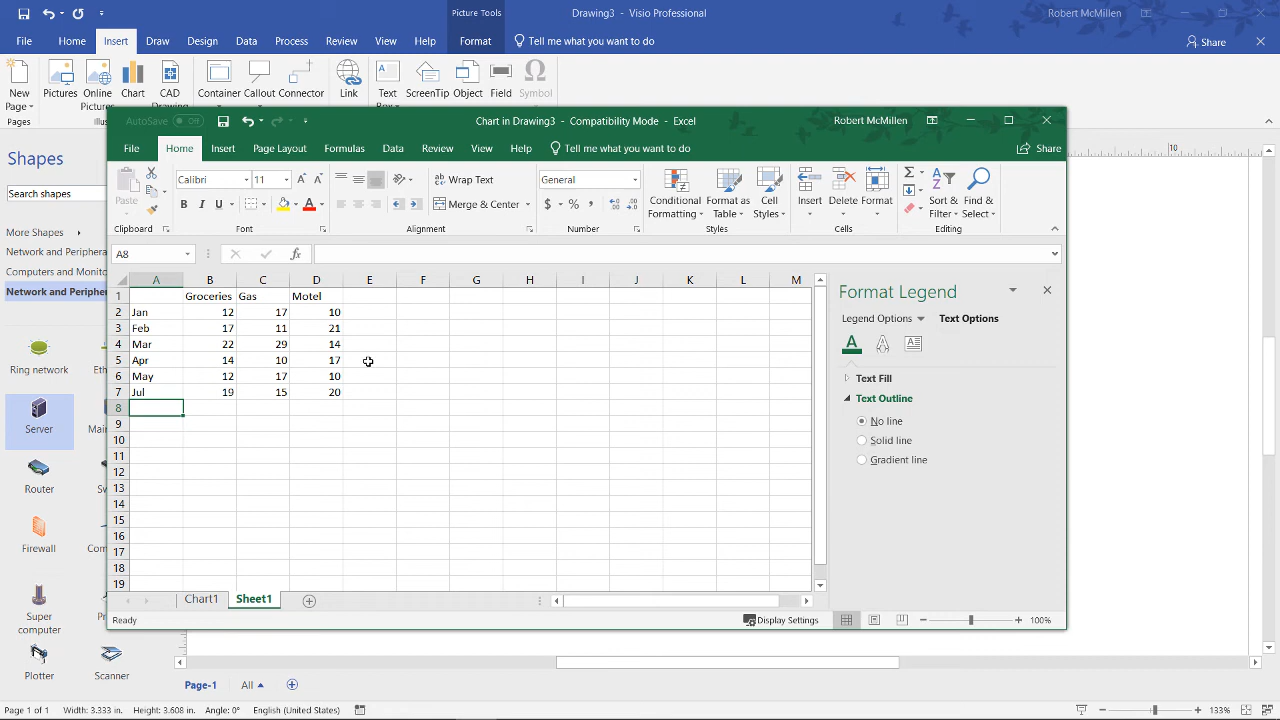 Picture Tools
Drawing3 - Visio Professional
Robert McMillen
File Home Insert Draw Design Data Process Review View Help Format Tell me what you want to do Share
New Page Pictures Online Pictures Chart CAD Drawing Container Callout Connector Link Text ScreenTip Object Field Symbol
Pages
AutoSave Off
Chart in Drawing3 - Compatibility Mode - Excel
Robert McMillen
File Home Insert Page Layout Formulas Data Review View Help Tell me what you want to do Share
Paste
Calibri 11
B I U A
Wrap Text
Merge & Center
General
$ % ,
Conditional Formatting
Format as Table
Cell Styles
Insert Delete Format
Sort & Filter
Find & Select
Clipboard Font Alignment Number Styles Cells Editing
A8 fx
A B C D E F G H I J K L M
1 Groceries Gas Motel
2 Jan 12 17 10
3 Feb 17 11 21
4 Mar 22 29 14
5 Apr 14 10 17
6 May 12 17 10
7 Jul 19 15 20
8
9
10
11
12
13
14
15
16
17
18
19
Chart1 Sheet1
Ready
Display Settings
100%
Format Legend
Legend Options Text Options
Text Fill
Text Outline
No line
Solid line
Gradient line
10
Shapes
Search shapes
More Shapes
Network and Periphe
Computers and Monito
Network and Periphe
Ring network
Server
Router
Firewall
Super computer
Plotter Scanner
Page-1 All
Page 1 of 1 Width: 3.333 in. Height: 3.608 in. Angle: 0° English (United States) 133%